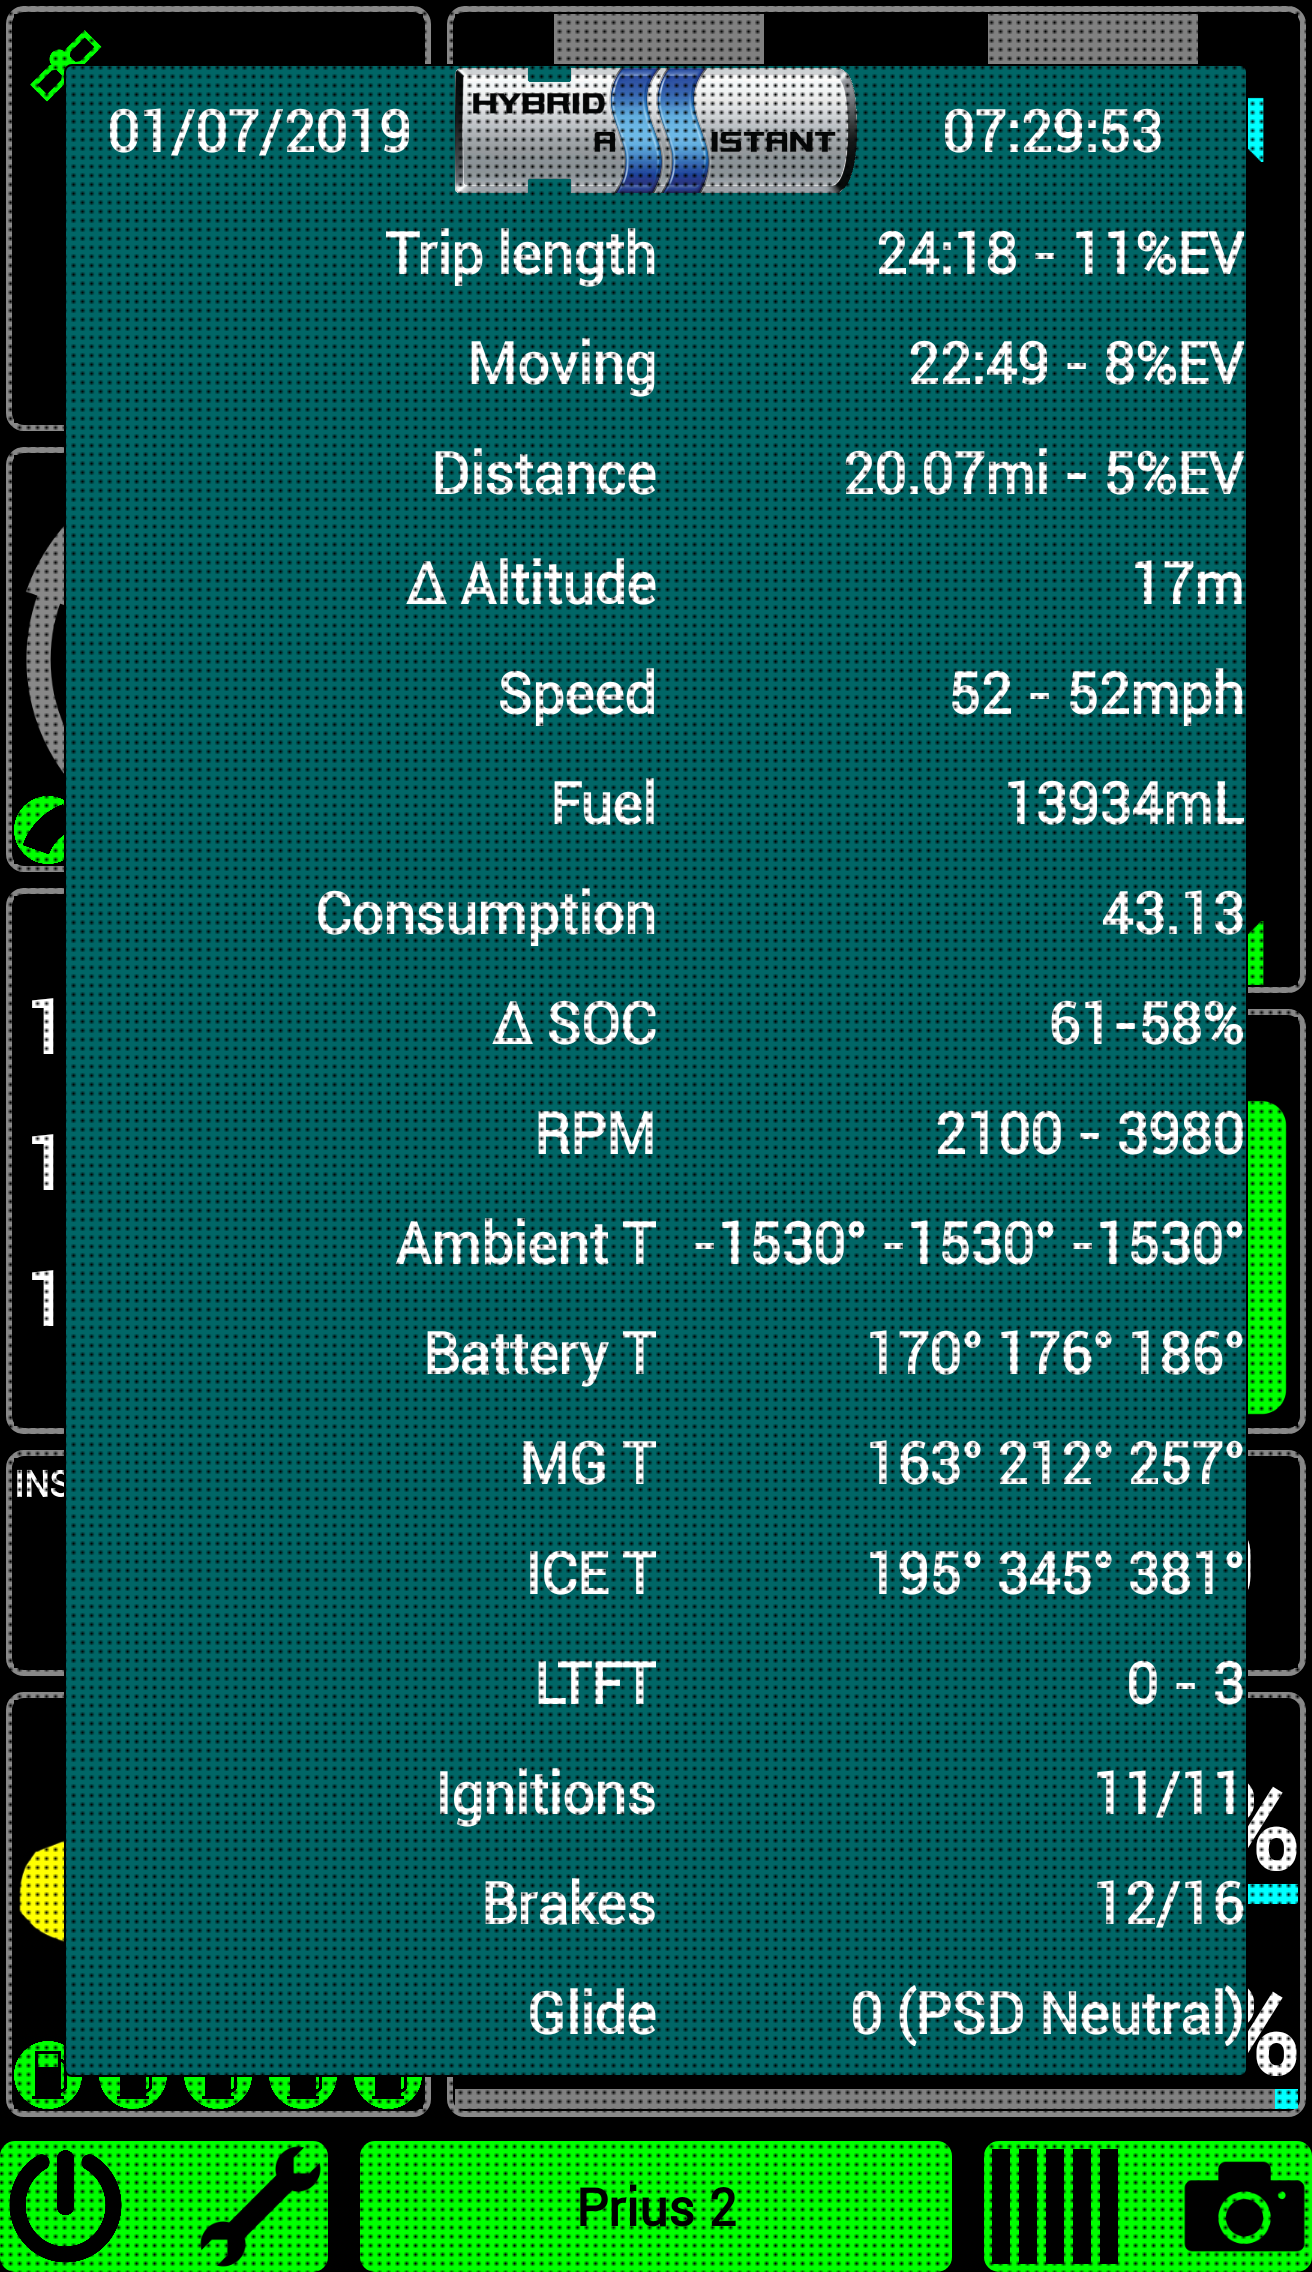 01/07/2019
HYBRID
A ISTANT
07:29:53
Trip length 24:18 - 11%EV
Moving 22:49 - 8%EV
Distance 20.07mi - 5%EV
Δ Altitude 17m
Speed 52 - 52mph
Fuel 13934mL
Consumption 43.13
Δ SOC 61-58%
1
RPM 2100 - 3980
1
Ambient T -1530° -1530° -1530°
1
Battery T 170° 176° 186°
MG T 163° 212° 257°
INS
ICE T 195° 345° 381°
LTFT 0 - 3
Ignitions 11/11
%
Brakes 12/16
Glide 0 (PSD Neutral)
%
Prius 2